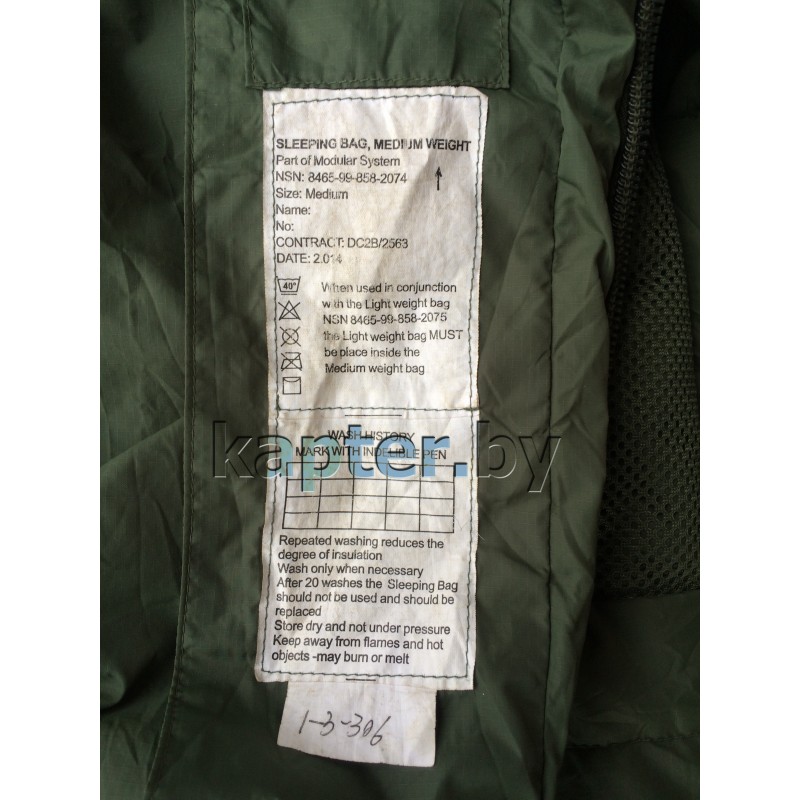 SLEEPING BAG, MEDIUM WEIGHT
Part of Modular System
NSN: 8465-99-858-2074
Size: Medium
Name:
No:
CONTRACT: DC2B/2563
DATE: 2.014
40°
When used in conjunction
with the Light weight bag
NSN 8465-99-858-2075
the Light weight bag MUST
be place inside the
Medium weight bag
WASH HISTORY
MARK WITH INDELIBLE PEN
kapter.by
Repeated washing reduces the
degree of insulation
Wash only when necessary
After 20 washes the Sleeping Bag
should not be used and should be
replaced
Store dry and not under pressure
Keep away from flames and hot
objects -may burn or melt
1-3-306